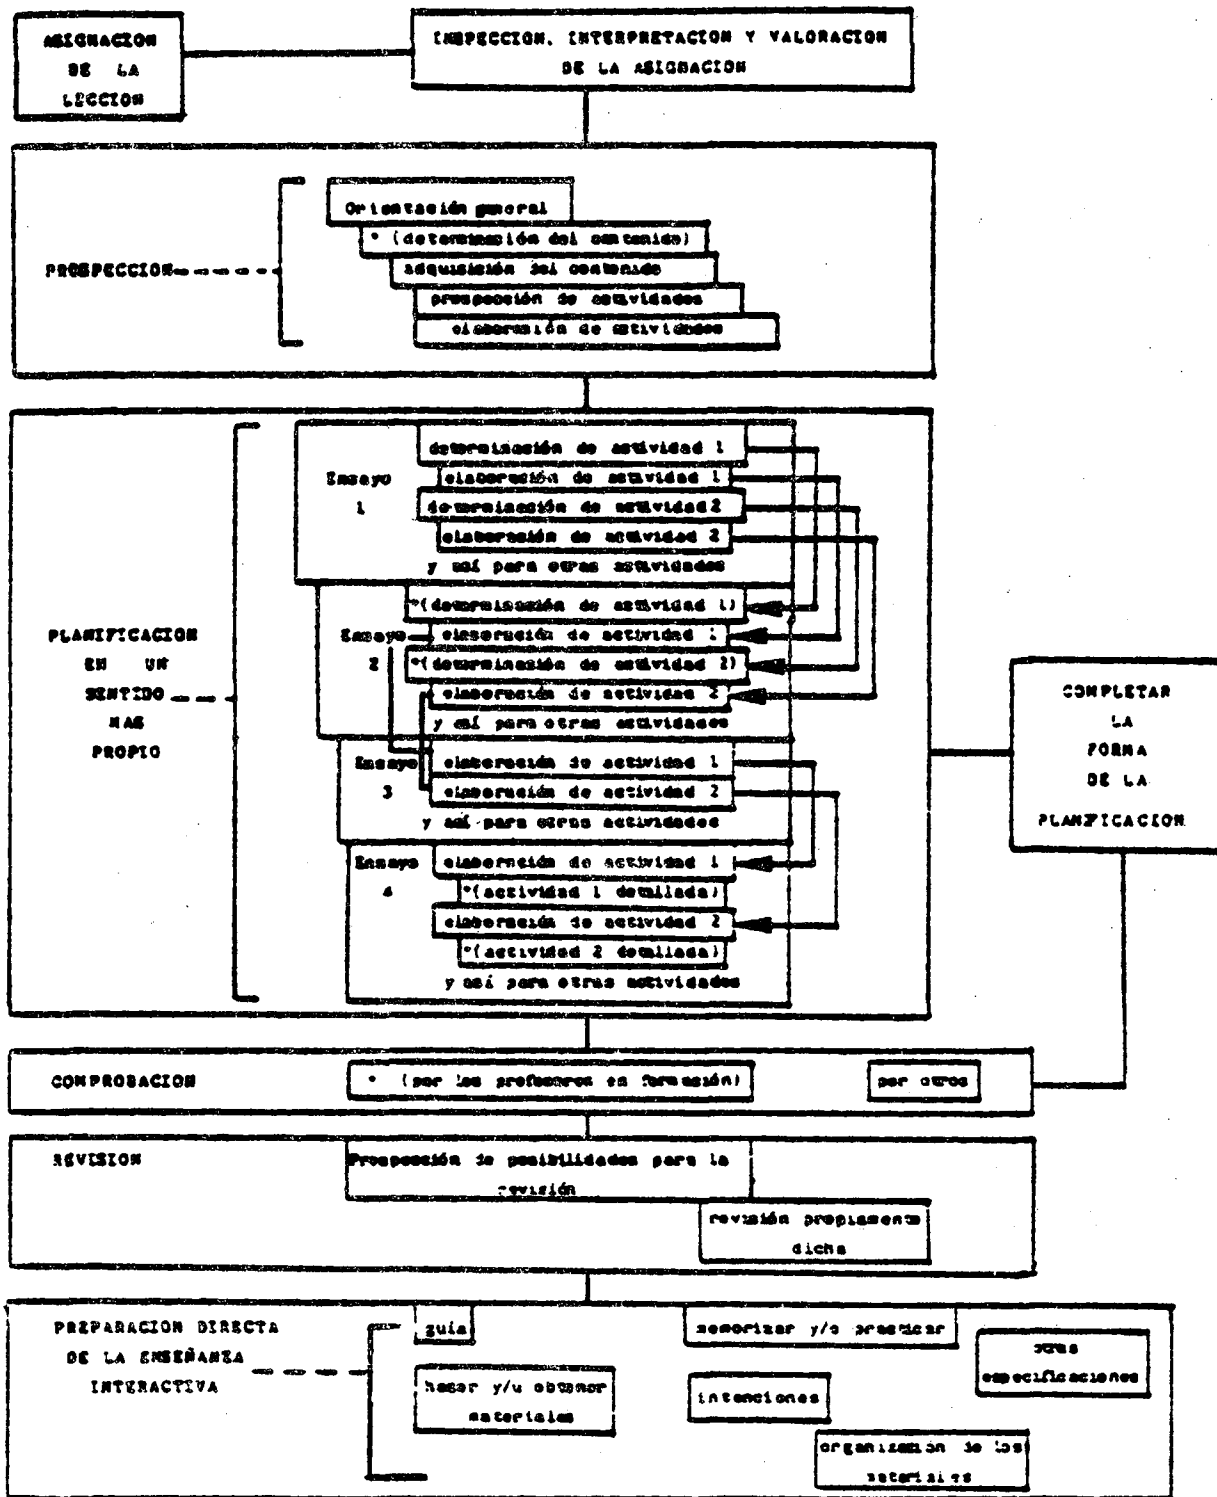 ASIGNACION
DE LA
LECCION
INSPECCION, INTERPRETACION Y VALORACION
DE LA ASIGNACION
PROSPECCION
Orientación general
* (determinación del contenido)
adquisición del contenido
prospección de actividades
elaboración de actividades
PLANIFICACION
EN UN
SENTIDO
MAS
PROPIO
Ensayo
1
determinación de actividad 1
elaboración de actividad 1
determinación de actividad 2
elaboración de actividad 2
y así para otras actividades
Ensayo
2
*(determinación de actividad 1)
elaboración de actividad 1
*(determinación de actividad 2)
elaboración de actividad 2
y así para otras actividades
Ensayo
3
elaboración de actividad 1
elaboración de actividad 2
y así para otras actividades
Ensayo
4
elaboración de actividad 1
*(actividad 1 detallada)
elaboración de actividad 2
*(actividad 2 detallada)
y así para otras actividades
COMPLETAR
LA
FORMA
DE LA
PLANIFICACION
COMPROBACION
* (por los profesores en formación)
por otros
REVISION
Prospección de posibilidades para la
revisión
revisión propiamente
dicha
PREPARACION DIRECTA
DE LA ENSEÑANZA
INTERACTIVA
guía
hacer y/u obtener
materiales
memorizar y/o practicar
intenciones
otras
especificaciones
organización de los
materiales